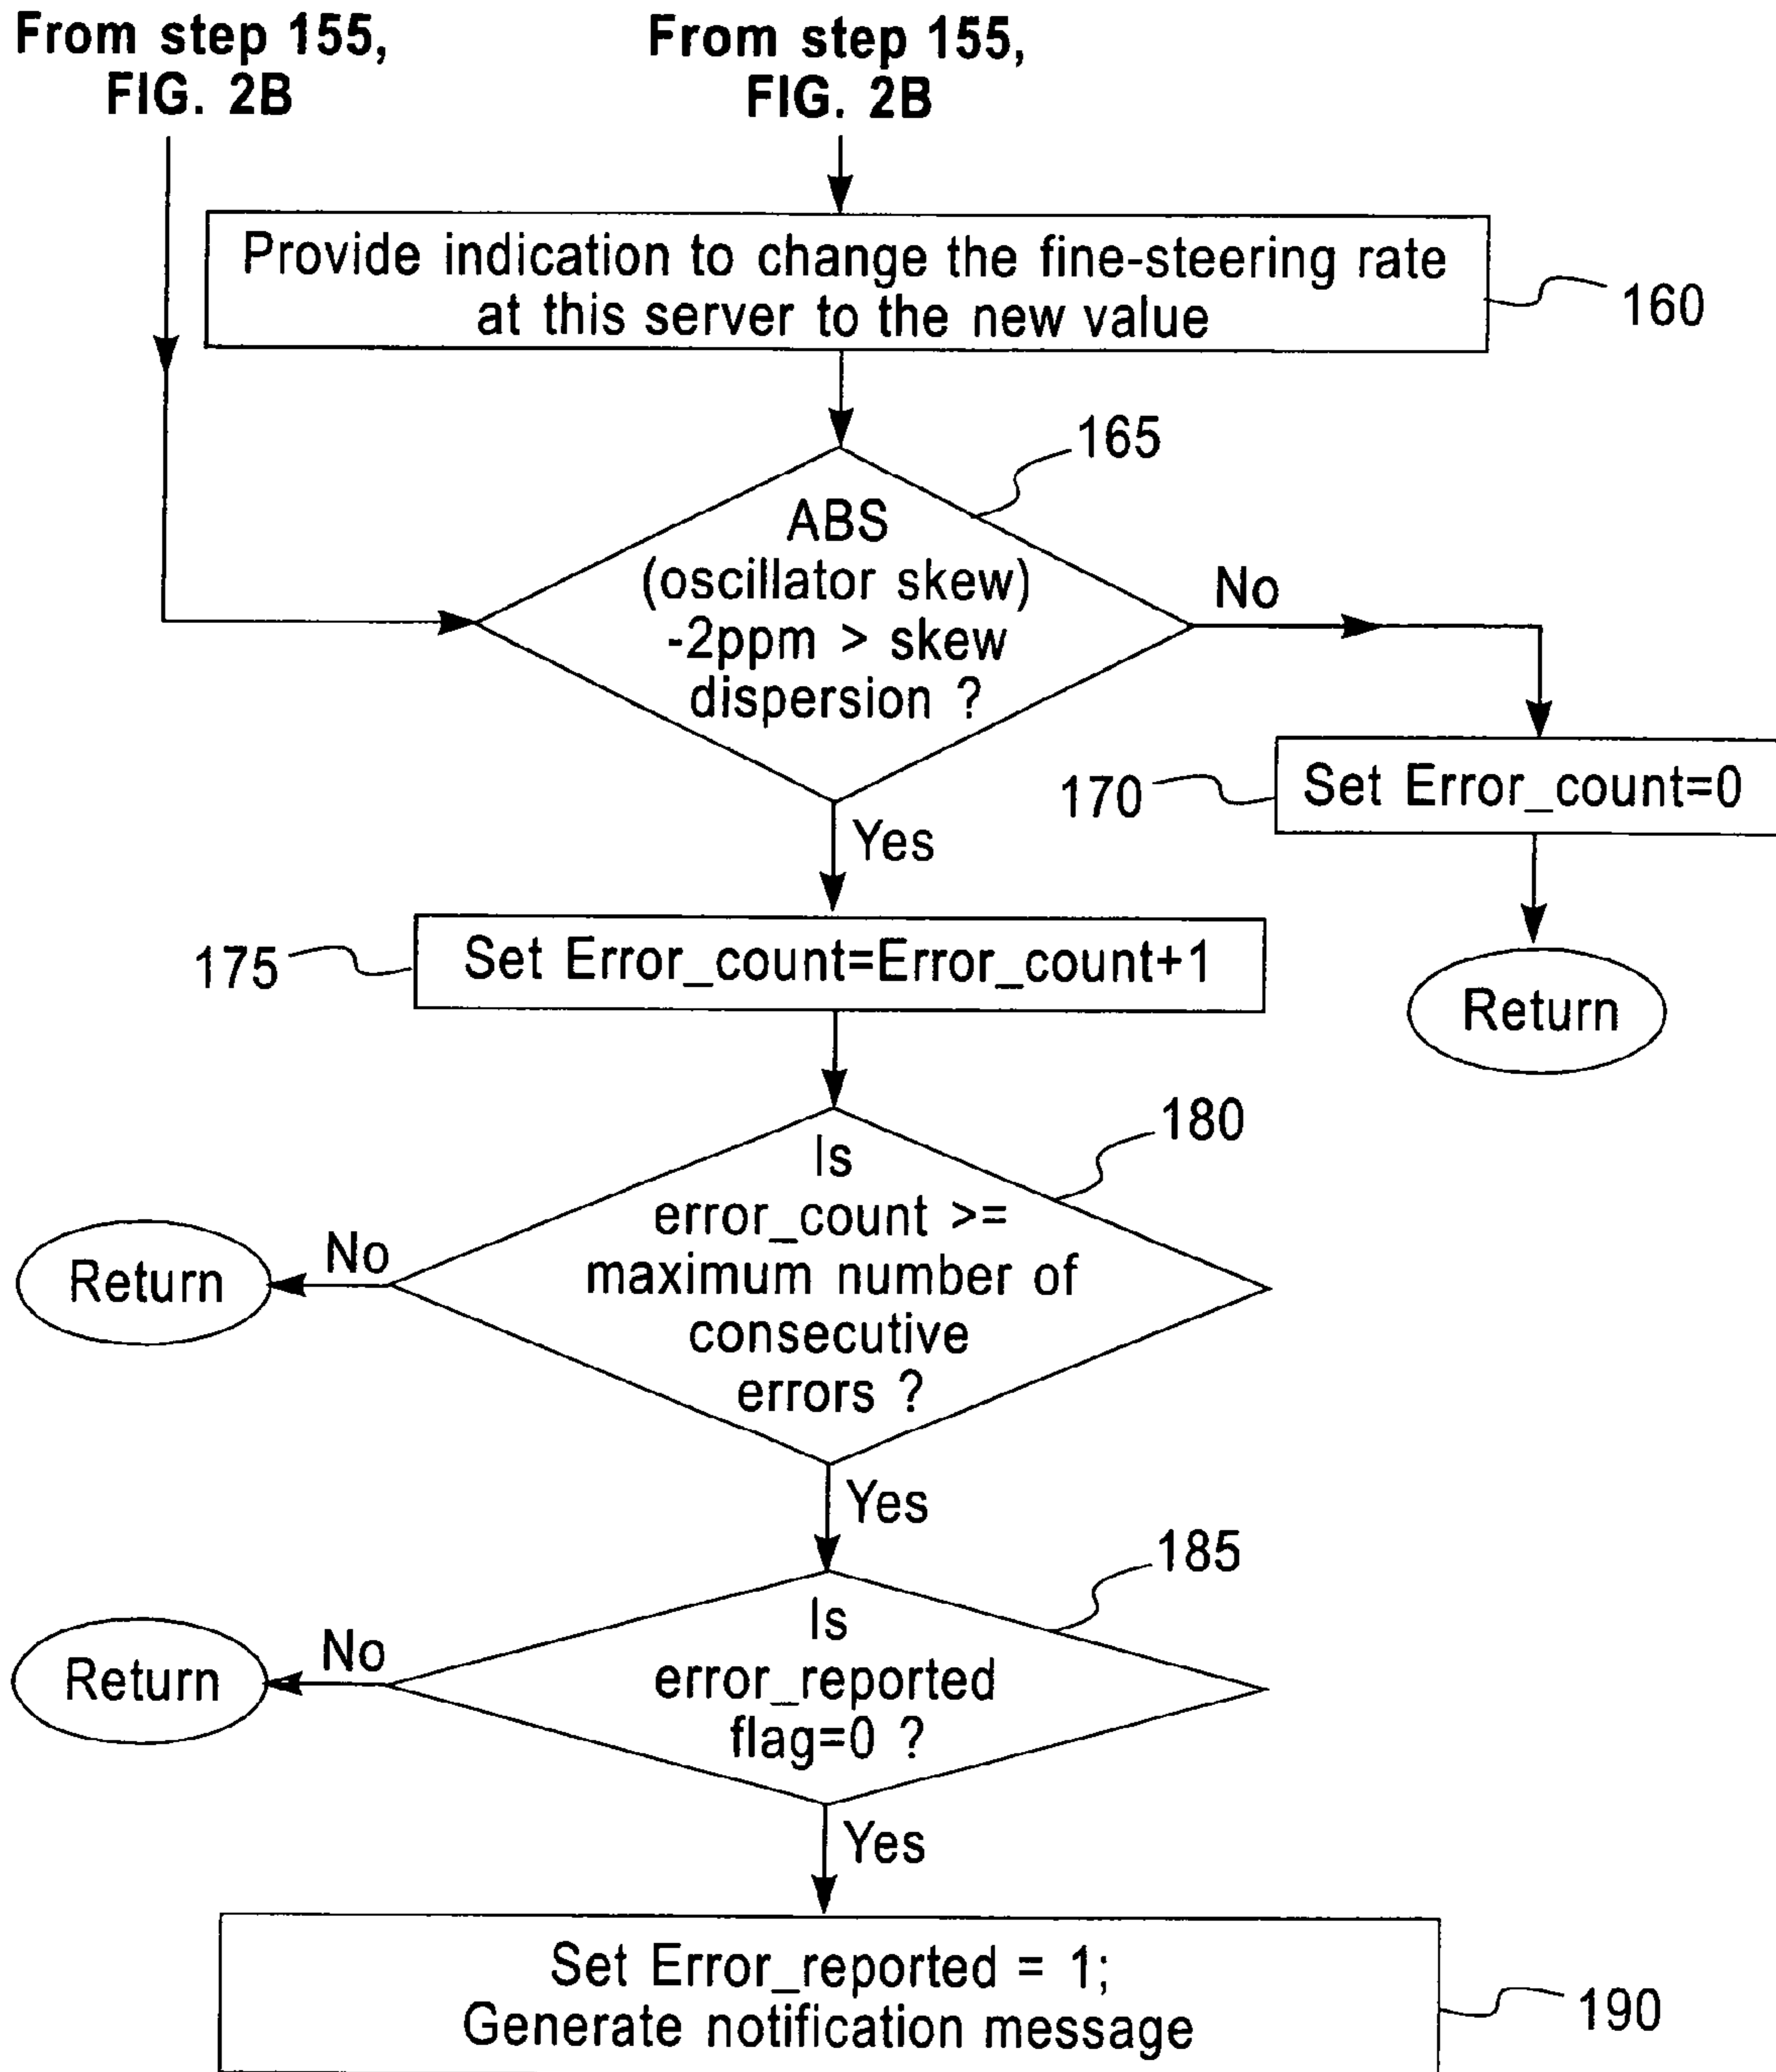 From step 155,
FIG. 2B
From step 155,
FIG. 2B
Provide indication to change the fine-steering rate
at this server to the new value
160
165
ABS
(oscillator skew)
-2ppm > skew
dispersion ?
No
170
Set Error_count=0
Yes
175
Set Error_count=Error_count+1
Return
180
Is
error_count >=
maximum number of
consecutive
errors ?
No
Return
Yes
185
Is
error_reported
flag=0 ?
No
Return
Yes
Set Error_reported = 1;
Generate notification message
190